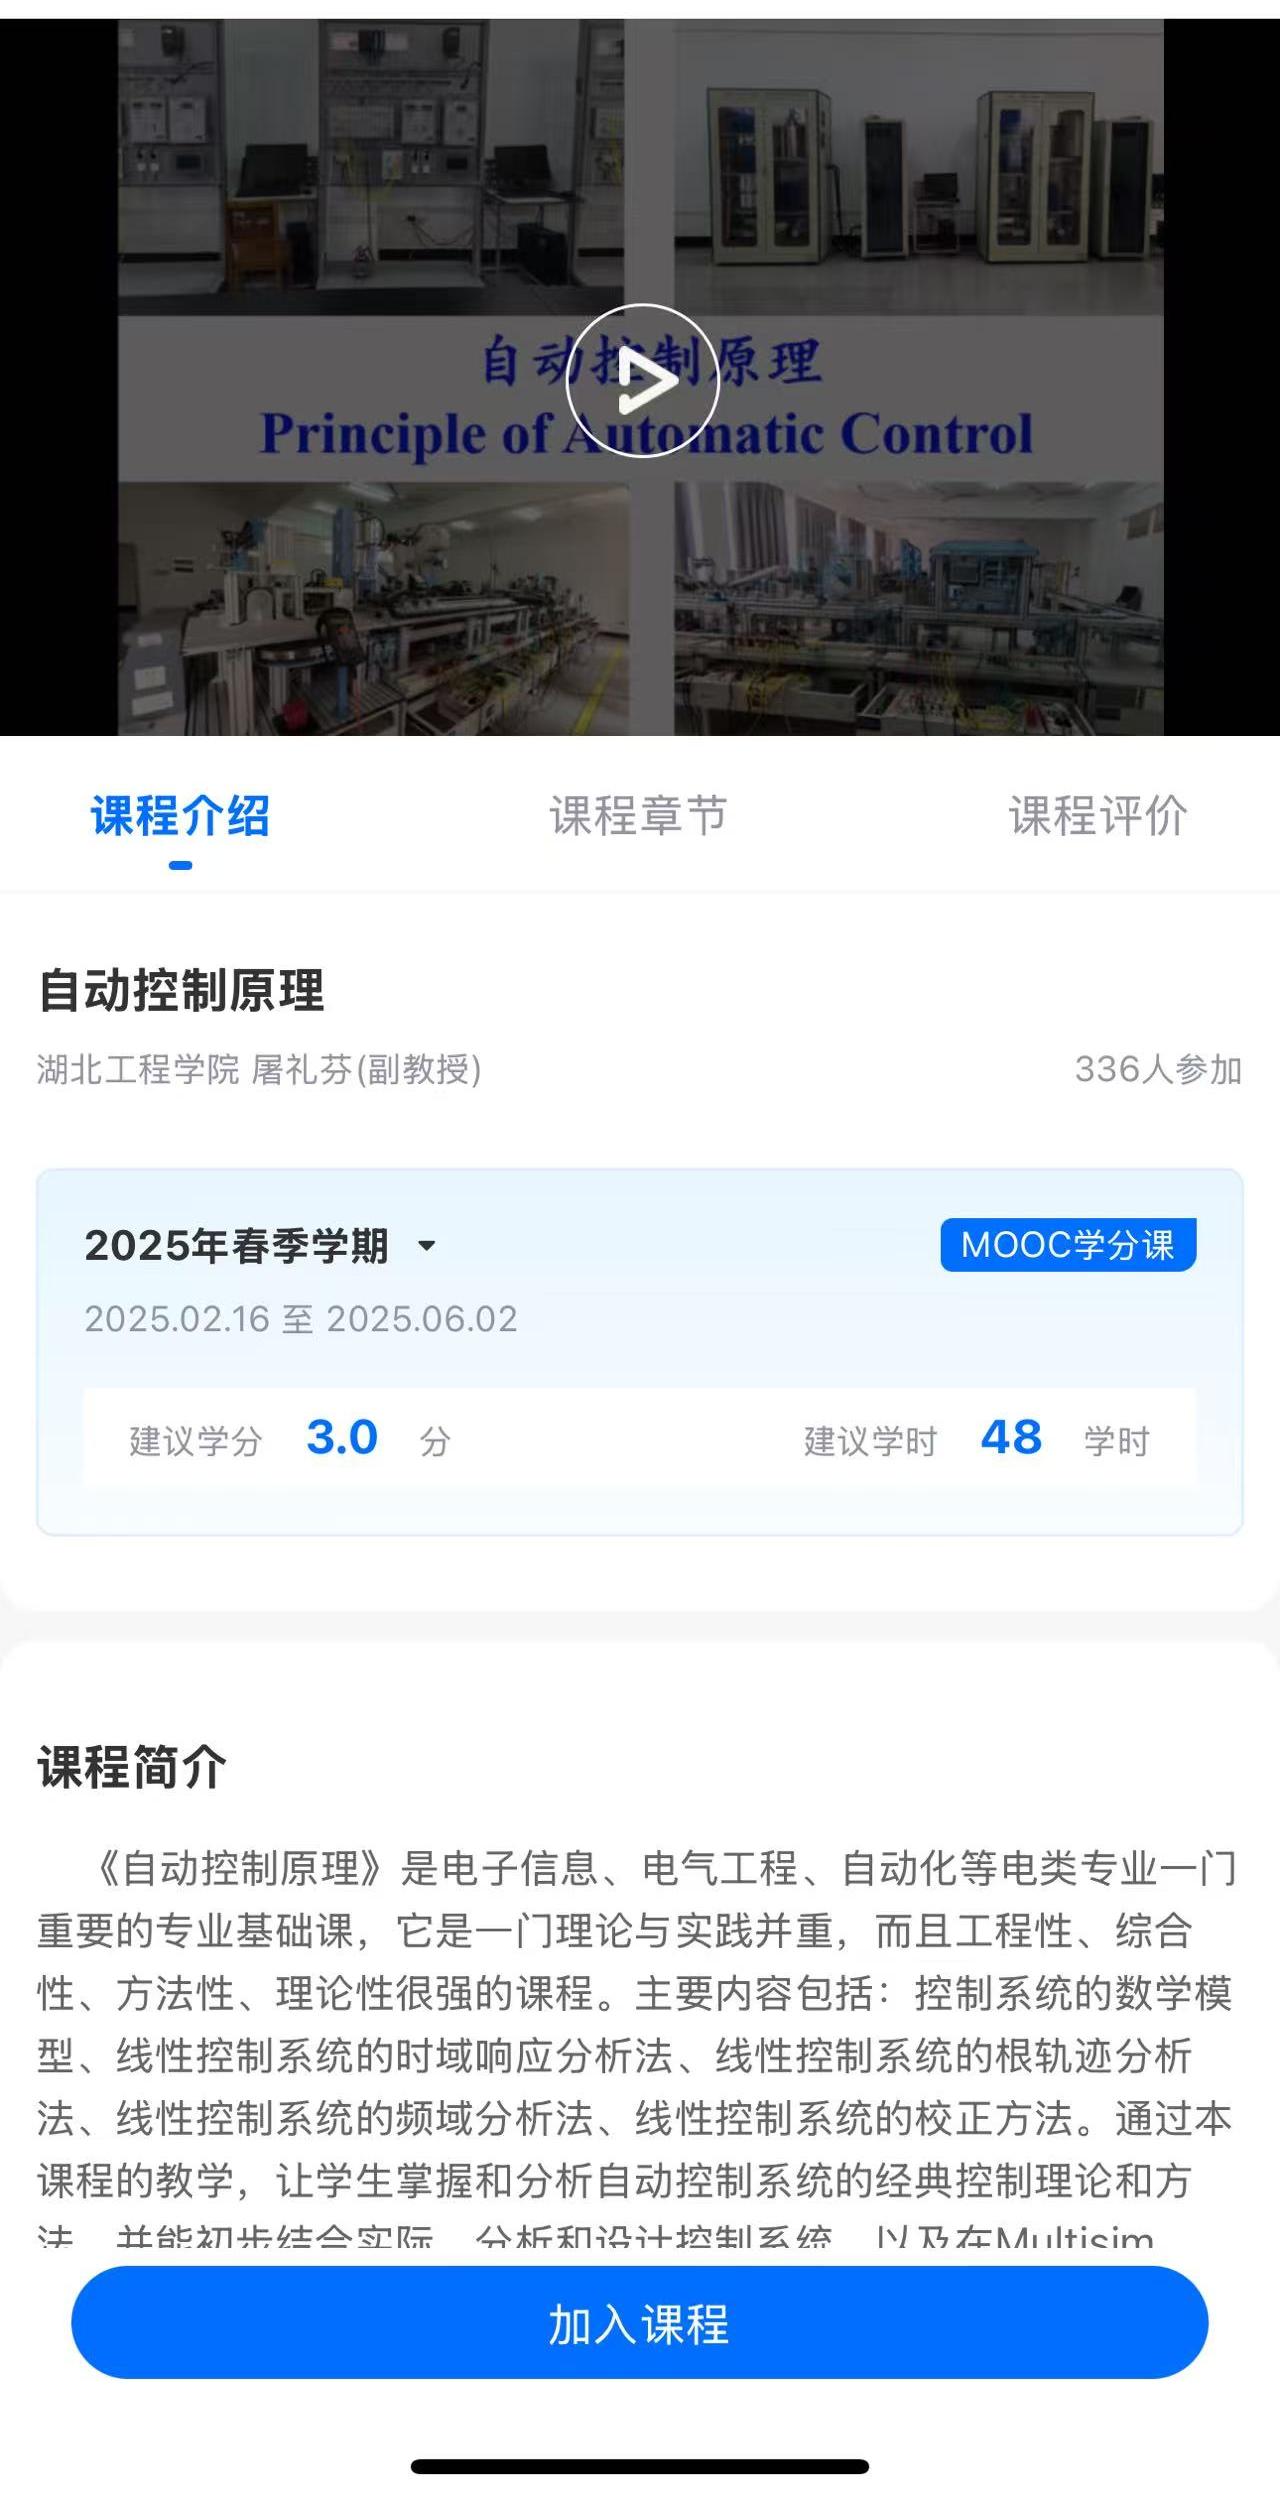 自动控制原理
Principle of Automatic Control
课程介绍
课程章节
课程评价
自动控制原理
湖北工程学院 屠礼芬(副教授)
336人参加
2025年春季学期
MOOC学分课
2025.02.16 至 2025.06.02
建议学分 3.0 分
建议学时 48 学时
课程简介
《自动控制原理》是电子信息、电气工程、自动化等电类专业一门
重要的专业基础课，它是一门理论与实践并重，而且工程性、综合
性、方法性、理论性很强的课程。主要内容包括：控制系统的数学模
型、线性控制系统的时域响应分析法、线性控制系统的根轨迹分析
法、线性控制系统的频域分析法、线性控制系统的校正方法。通过本
课程的教学，让学生掌握和分析自动控制系统的经典控制理论和方
法，并能初步结合实际，分析和设计控制系统，以及在Multisim
加入课程